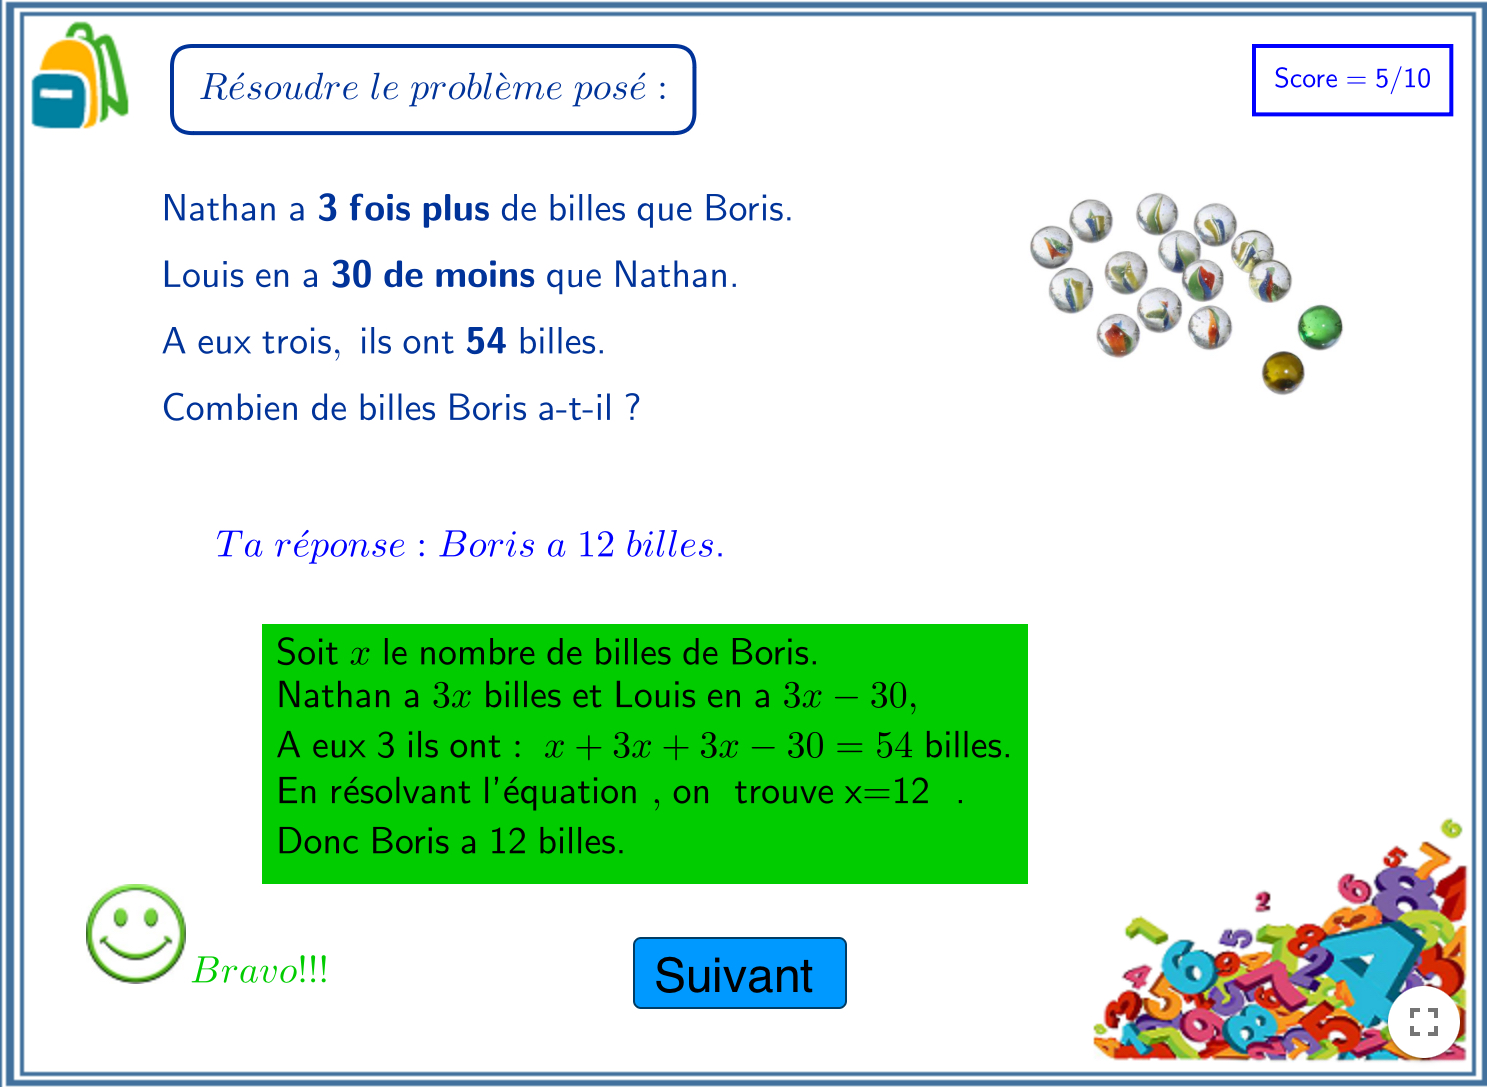 Résoudre le problème posé :
Score = 5/10
Nathan a 3 fois plus de billes que Boris.
Louis en a 30 de moins que Nathan.
A eux trois, ils ont 54 billes.
Combien de billes Boris a-t-il ?
Ta réponse : Boris a 12 billes.
Soit x le nombre de billes de Boris.
Nathan a 3x billes et Louis en a 3x − 30,
A eux 3 ils ont : x + 3x + 3x − 30 = 54 billes.
En résolvant l'équation , on trouve x=12 .
Donc Boris a 12 billes.
Bravo!!!
Suivant